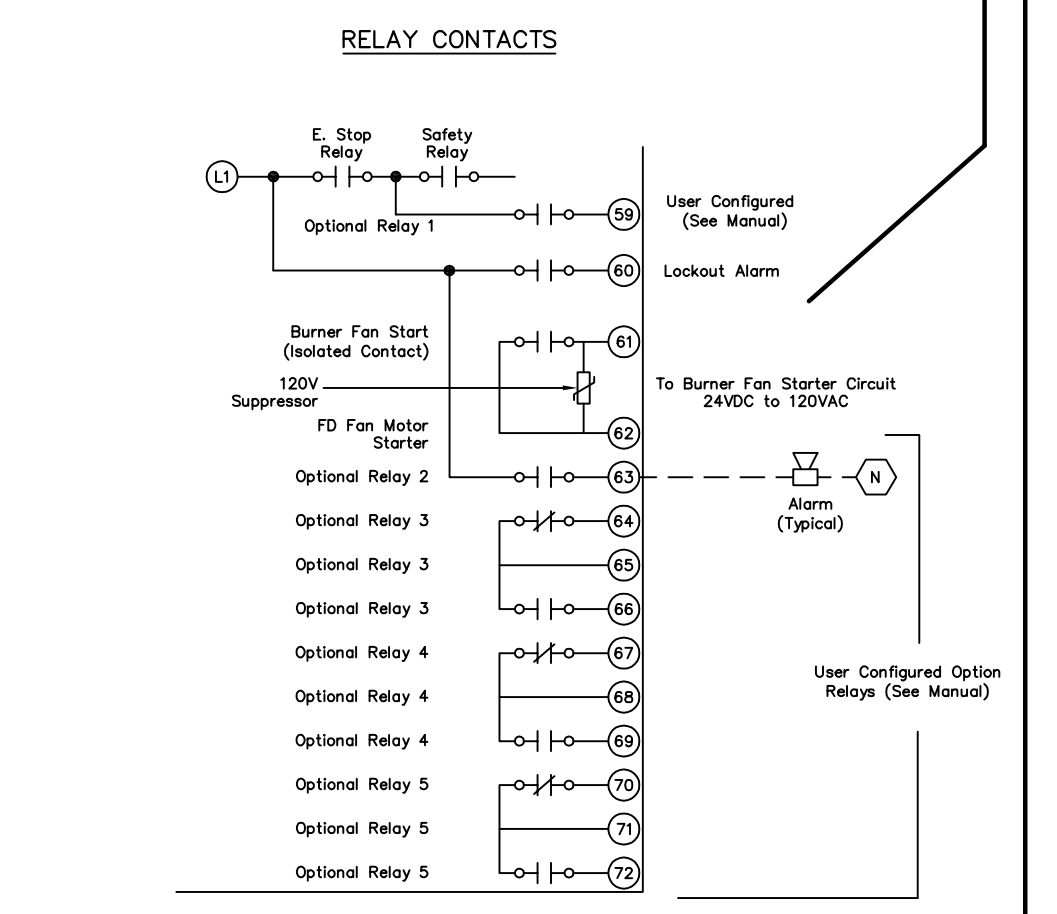 RELAY CONTACTS
E. Stop
Relay
Safety
Relay
L1
Optional Relay 1
59
User Configured
(See Manual)
60
Lockout Alarm
Burner Fan Start
(Isolated Contact)
61
120V
Suppressor
To Burner Fan Starter Circuit
24VDC to 120VAC
FD Fan Motor
Starter
62
Optional Relay 2
63
N
Alarm
(Typical)
Optional Relay 3
64
Optional Relay 3
65
Optional Relay 3
66
Optional Relay 4
67
User Configured Option
Relays (See Manual)
Optional Relay 4
68
Optional Relay 4
69
Optional Relay 5
70
Optional Relay 5
71
Optional Relay 5
72